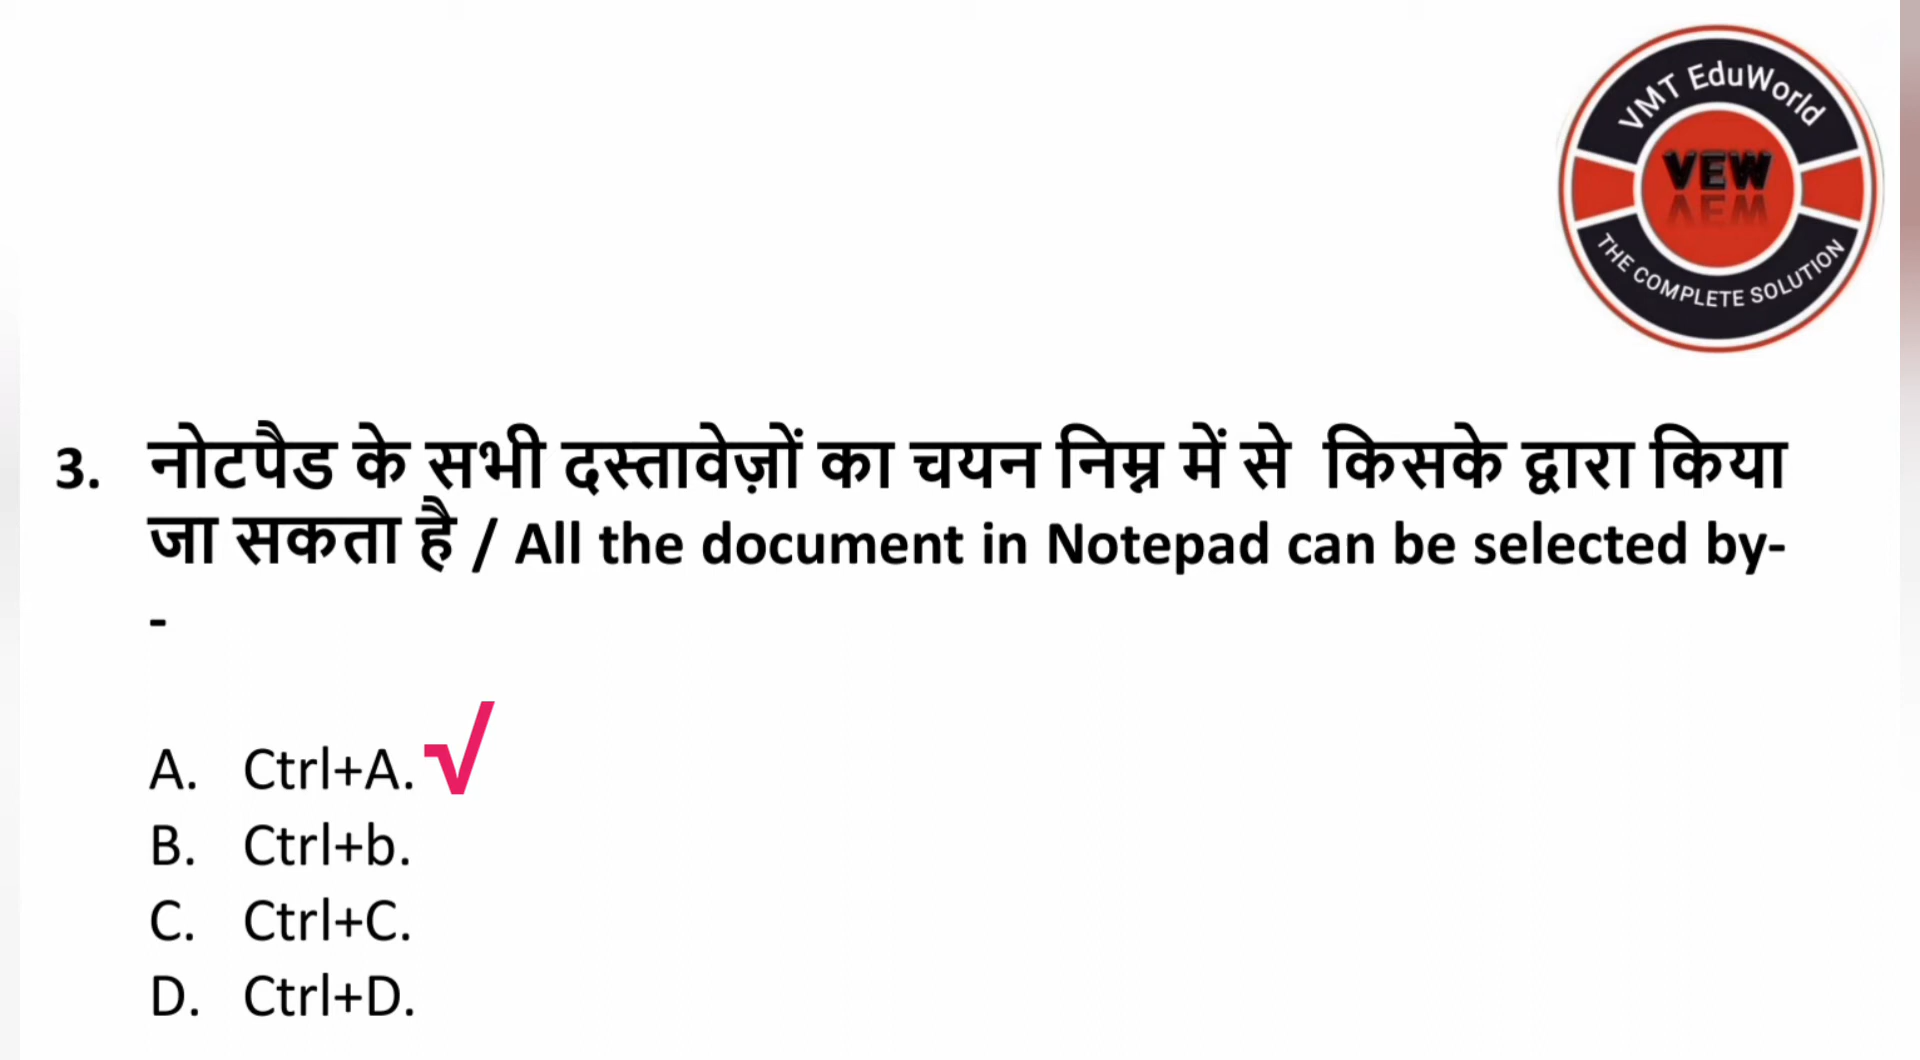 VMT EduWorld
VEW
THE COMPLETE SOLUTION
3. नोटपैड के सभी दस्तावेज़ों का चयन निम्न में से किसके द्वारा किया
जा सकता है / All the document in Notepad can be selected by-
-
A. Ctrl+A. √
B. Ctrl+b.
C. Ctrl+C.
D. Ctrl+D.